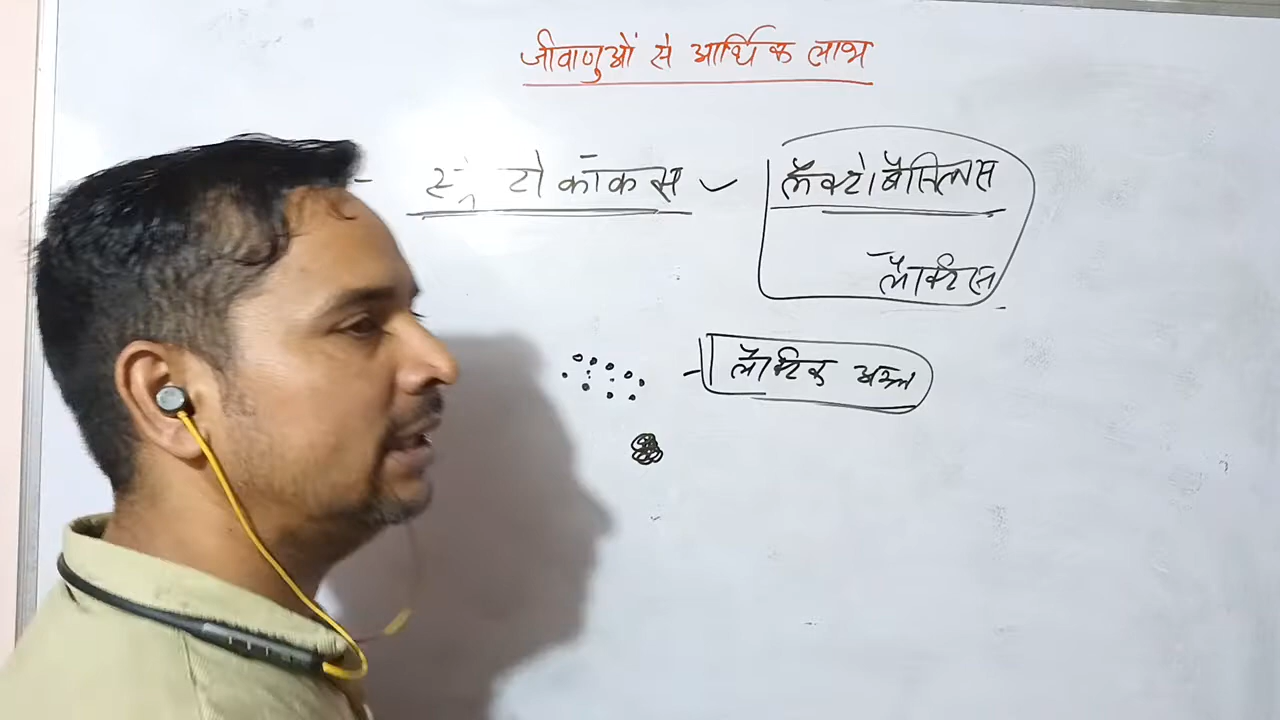 जीवाणुओं से आर्थिक लाभ
टोकॉकस लैक्टोबैसिलस
लैक्टिस
लैक्टिक अम्ल